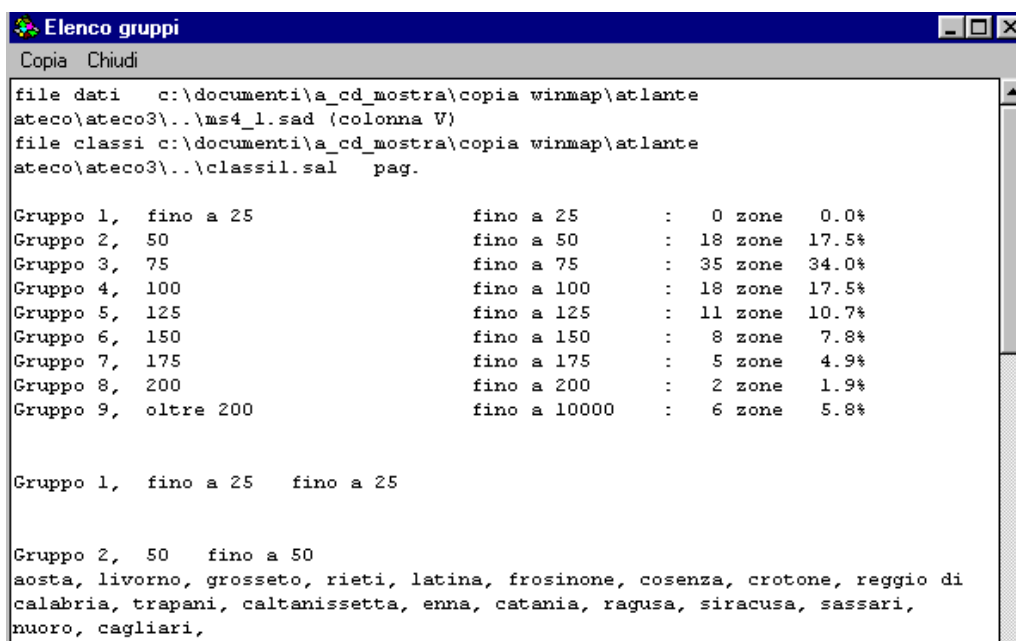 Elenco gruppi
Copia Chiudi
file dati c:\documenti\a_cd_mostra\copia winmap\atlante
ateco\ateco3\..\ms4_l.sad (colonna V)
file classi c:\documenti\a_cd_mostra\copia winmap\atlante
ateco\ateco3\..\classil.sal pag.
Gruppo 1, fino a 25 fino a 25 : 0 zone 0.0%
Gruppo 2, 50 fino a 50 : 18 zone 17.5%
Gruppo 3, 75 fino a 75 : 35 zone 34.0%
Gruppo 4, 100 fino a 100 : 18 zone 17.5%
Gruppo 5, 125 fino a 125 : 11 zone 10.7%
Gruppo 6, 150 fino a 150 : 8 zone 7.8%
Gruppo 7, 175 fino a 175 : 5 zone 4.9%
Gruppo 8, 200 fino a 200 : 2 zone 1.9%
Gruppo 9, oltre 200 fino a 10000 : 6 zone 5.8%
Gruppo 1, fino a 25 fino a 25
Gruppo 2, 50 fino a 50
aosta, livorno, grosseto, rieti, latina, frosinone, cosenza, crotone, reggio di
calabria, trapani, caltanissetta, enna, catania, ragusa, siracusa, sassari,
nuoro, cagliari,